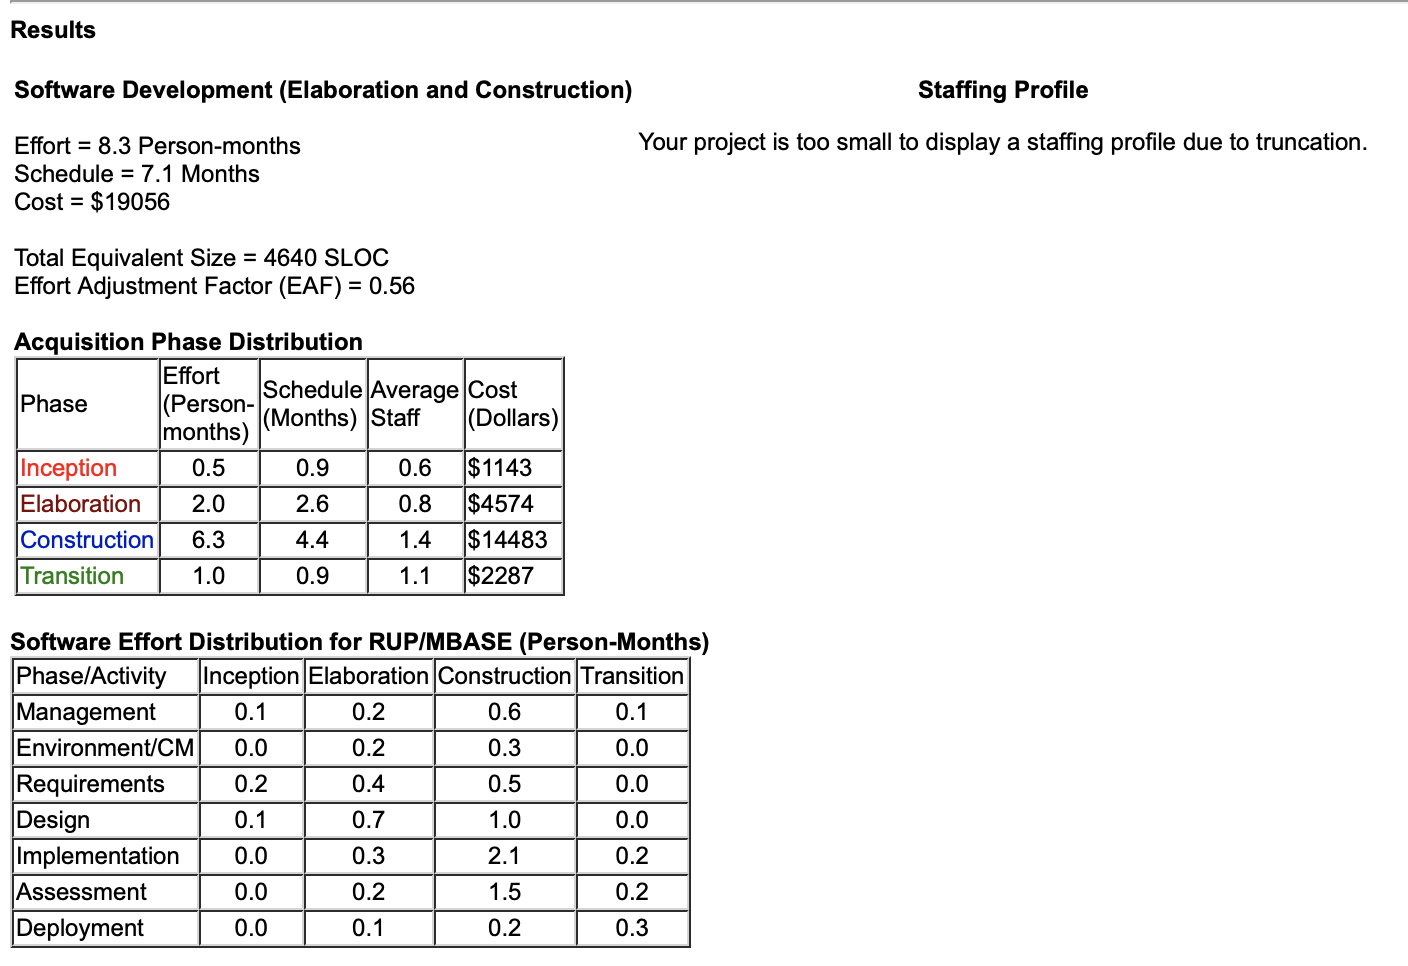 Results
Software Development (Elaboration and Construction)
Staffing Profile
Effort = 8.3 Person-months
Schedule = 7.1 Months
Cost = $19056
Your project is too small to display a staffing profile due to truncation.
Total Equivalent Size = 4640 SLOC
Effort Adjustment Factor (EAF) = 0.56
Acquisition Phase Distribution
Phase Effort (Person-months) Schedule (Months) Average Staff Cost (Dollars)
Inception 0.5 0.9 0.6 $1143
Elaboration 2.0 2.6 0.8 $4574
Construction 6.3 4.4 1.4 $14483
Transition 1.0 0.9 1.1 $2287
Software Effort Distribution for RUP/MBASE (Person-Months)
Phase/Activity Inception Elaboration Construction Transition
Management 0.1 0.2 0.6 0.1
Environment/CM 0.0 0.2 0.3 0.0
Requirements 0.2 0.4 0.5 0.0
Design 0.1 0.7 1.0 0.0
Implementation 0.0 0.3 2.1 0.2
Assessment 0.0 0.2 1.5 0.2
Deployment 0.0 0.1 0.2 0.3